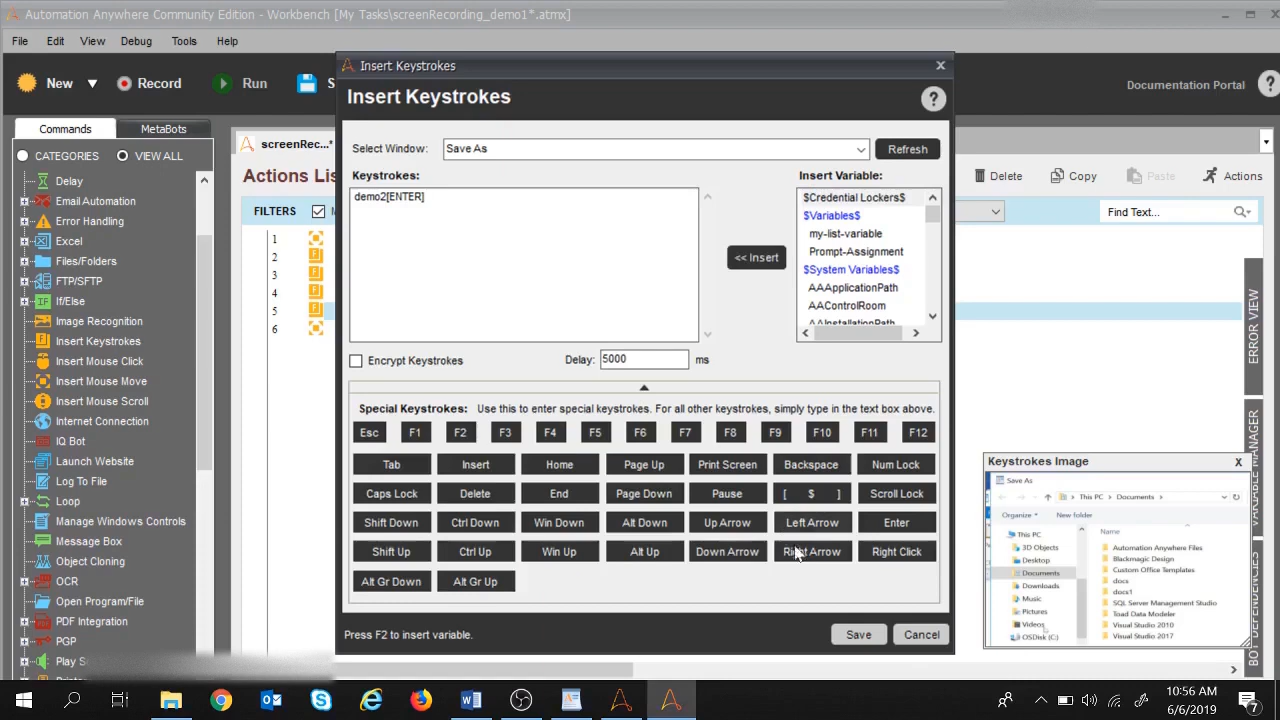 Automation Anywhere Community Edition - Workbench [My Tasks\screenRecording_demo1*.atmx]
File Edit View Debug Tools Help
New Record Run S
Documentation Portal
Commands MetaBots
CATEGORIES VIEW ALL
Delay
Email Automation
Error Handling
Excel
Files/Folders
FTP/SFTP
If/Else
Image Recognition
Insert Keystrokes
Insert Mouse Click
Insert Mouse Move
Insert Mouse Scroll
Internet Connection
IQ Bot
Launch Website
Log To File
Loop
Manage Windows Controls
Message Box
Object Cloning
OCR
Open Program/File
PDF Integration
PGP
Play S
screenRec...*
Actions Lis
Delete Copy Paste Actions
FILTERS M
Find Text...
1
2
3
4
5
6
Insert Keystrokes
Insert Keystrokes
Select Window: Save As Refresh
Keystrokes:
demo2[ENTER]
<< Insert
Insert Variable:
$Credential Lockers$
$Variables$
my-list-variable
Prompt-Assignment
$System Variables$
AAApplicationPath
AAControlRoom
AAInstallationPath
Encrypt Keystrokes Delay: 5000 ms
Special Keystrokes: Use this to enter special keystrokes. For all other keystrokes, simply type in the text box above.
Esc F1 F2 F3 F4 F5 F6 F7 F8 F9 F10 F11 F12
Tab Insert Home Page Up Print Screen Backspace Num Lock
Caps Lock Delete End Page Down Pause [ $ ] Scroll Lock
Shift Down Ctrl Down Win Down Alt Down Up Arrow Left Arrow Enter
Shift Up Ctrl Up Win Up Alt Up Down Arrow Right Arrow Right Click
Alt Gr Down Alt Gr Up
Press F2 to insert variable. Save Cancel
ERROR VIEW
VARIABLE MANAGER
BOT DEPENDENCIES
Keystrokes Image X
Save As
This PC > Documents >
Organize New folder
This PC
3D Objects
Desktop
Documents
Downloads
Music
Pictures
Videos
OSDisk (C:)
Name
Automation Anywhere Files
Blackmagic Design
Custom Office Templates
docs
docs1
SQL Server Management Studio
Toad Data Modeler
Visual Studio 2010
Visual Studio 2017
10:56 AM
6/6/2019
7